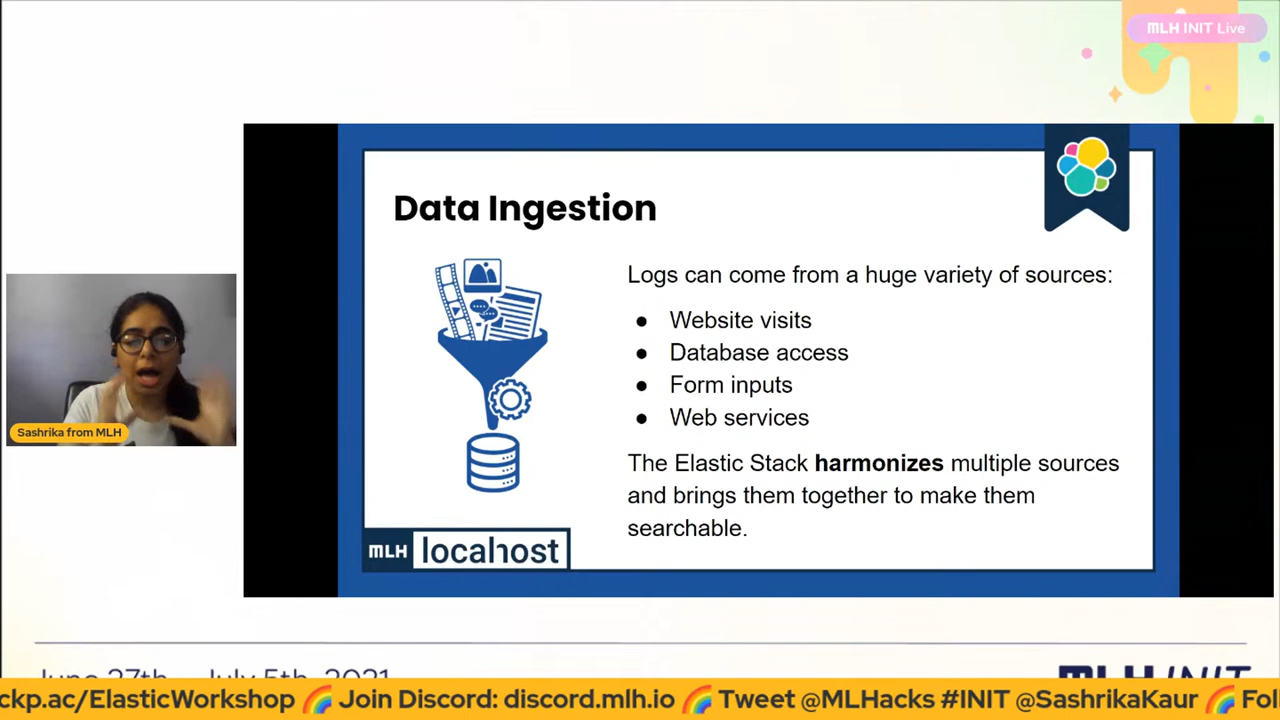 MLH INIT Live
Data Ingestion
Logs can come from a huge variety of sources:
● Website visits
● Database access
● Form inputs
● Web services
The Elastic Stack harmonizes multiple sources
and brings them together to make them
searchable.
Sashrika from MLH
MLH localhost
June 27th - July 5th, 2021
MLH INIT
ckp.ac/ElasticWorkshop 🌈 Join Discord: discord.mlh.io 🌈 Tweet @MLHacks #INIT @SashrikaKaur 🌈 Fol